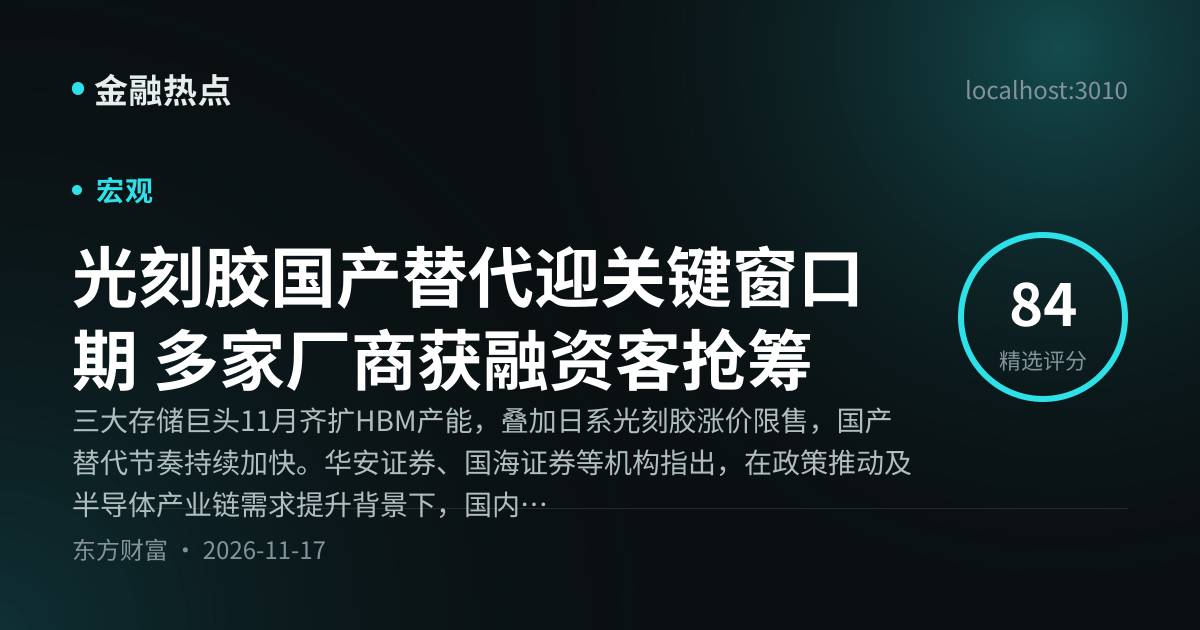 金融热点
localhost:3010
宏观
光刻胶国产替代迎关键窗口
期 多家厂商获融资客抢筹
84
精选评分
三大存储巨头11月齐扩HBM产能，叠加日系光刻胶涨价限售，国产
替代节奏持续加快。华安证券、国海证券等机构指出，在政策推动及
半导体产业链需求提升背景下，国内…
东方财富 · 2026-11-17